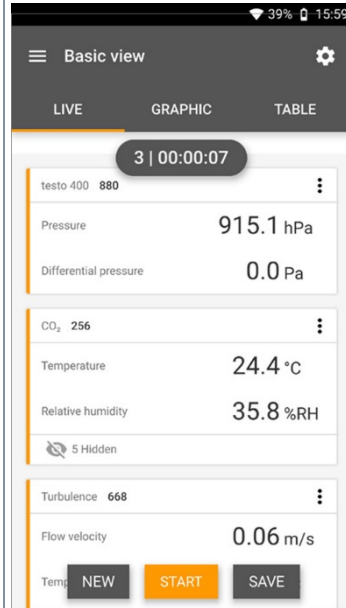 39% 15:59
Basic view
LIVE GRAPHIC TABLE
3 | 00:00:07
testo 400 880
Pressure 915.1 hPa
Differential pressure 0.0 Pa
CO₂ 256
Temperature 24.4 °C
Relative humidity 35.8 %RH
5 Hidden
Turbulence 668
Flow velocity 0.06 m/s
NEW START SAVE